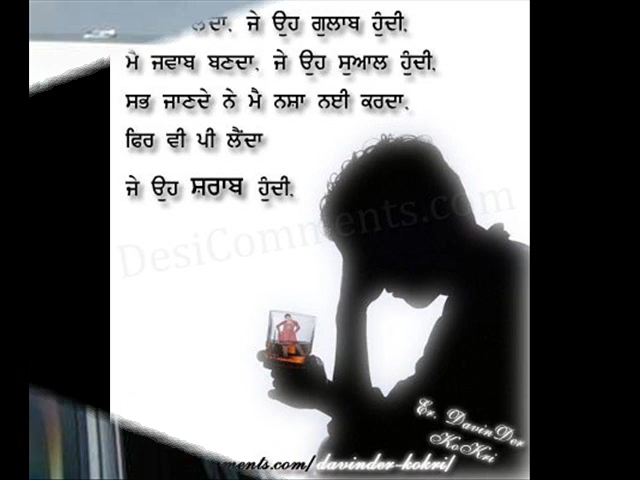 ਜੇ ਉਹ ਗੁਲਾਬ ਹੁੰਦੀ,
ਮੈ ਜਵਾਬ ਬਣਦਾ, ਜੇ ਉਹ ਸੁਆਲ ਹੁੰਦੀ,
ਸਭ ਜਾਣਦੇ ਨੇ ਮੈ ਨਸ਼ਾ ਨਈ ਕਰਦਾ,
ਫਿਰ ਵੀ ਪੀ ਲੈਂਦਾ
ਜੇ ਉਹ ਸ਼ਰਾਬ ਹੁੰਦੀ,
DesiComments.com
Er. DavinDer
KoKri
mments.com/davinder-kokri/